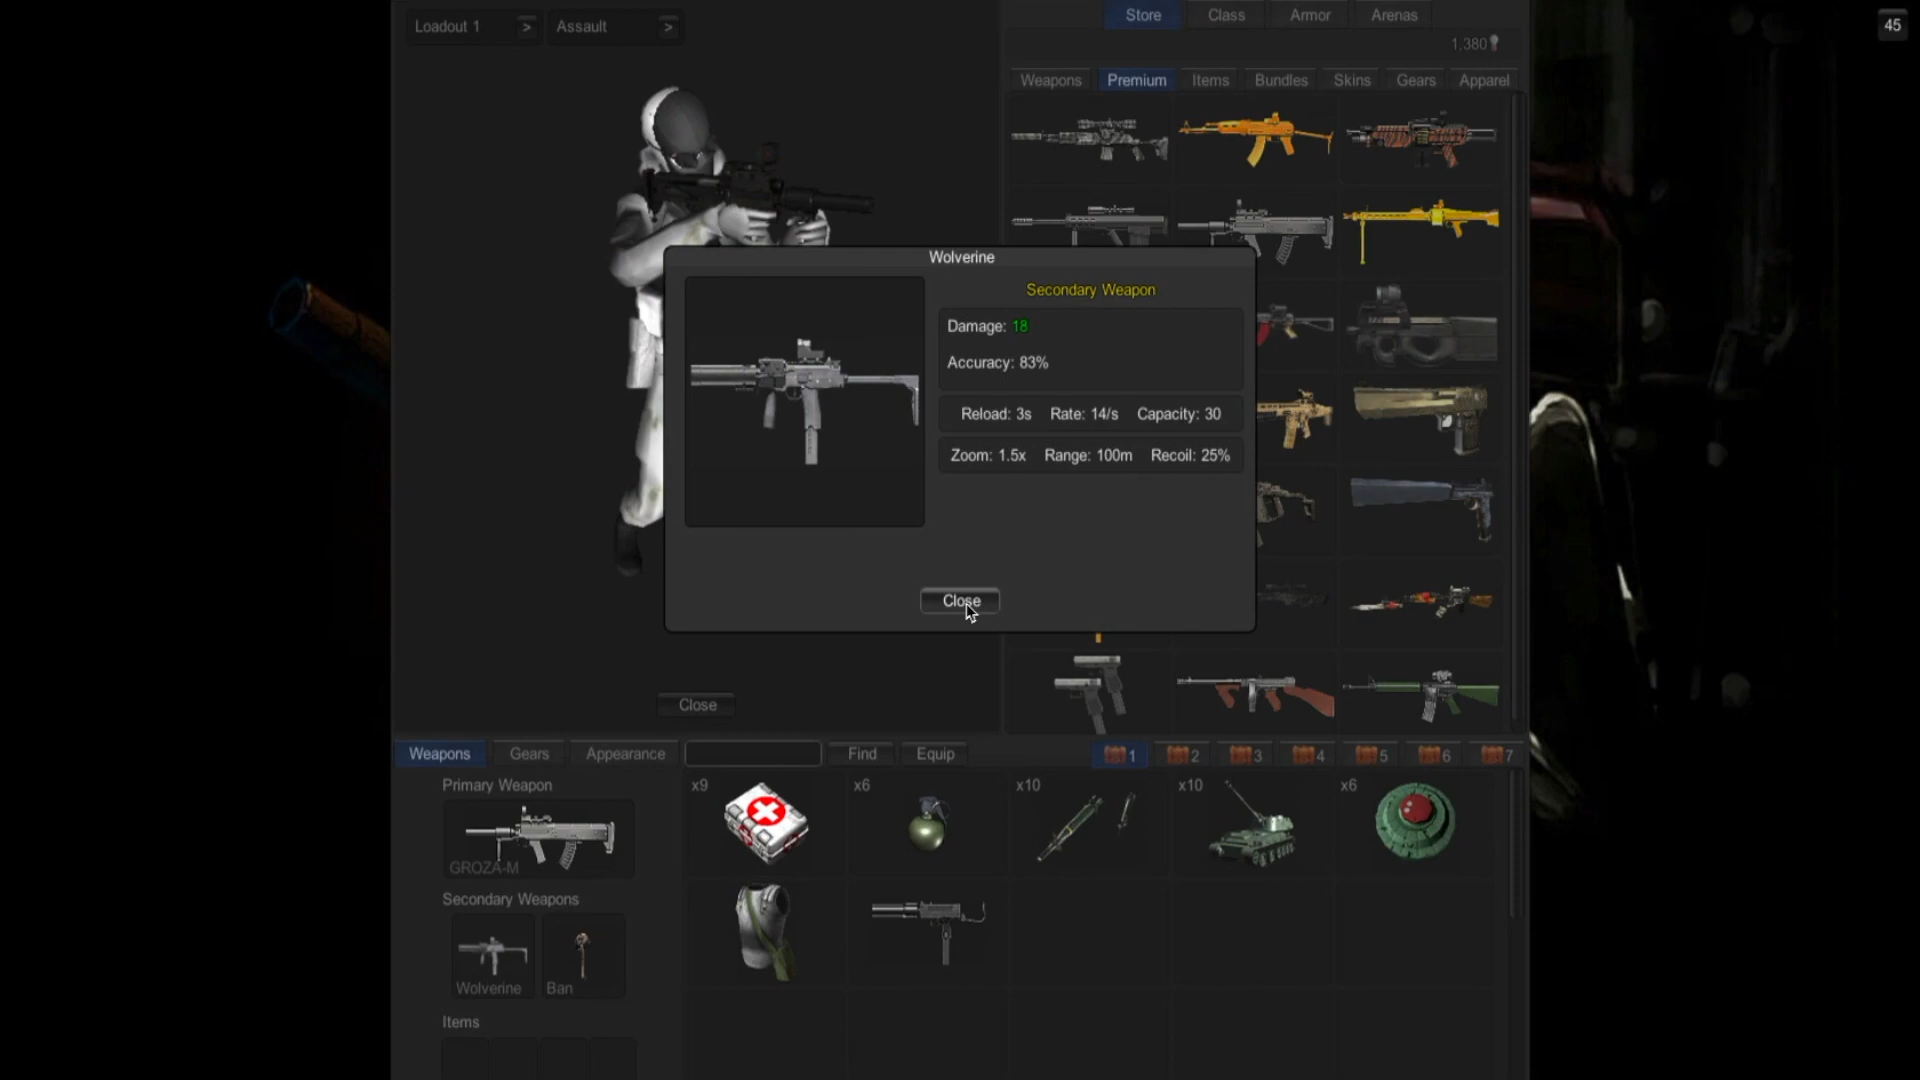 Loadout 1 > Assault >
Store Class Armor Arenas
45
1,380
Weapons Premium Items Bundles Skins Gears Apparel
Wolverine
Secondary Weapon
Damage: 18
Accuracy: 83%
Reload: 3s Rate: 14/s Capacity: 30
Zoom: 1.5x Range: 100m Recoil: 25%
Close
Close
Weapons Gears Appearance Find Equip 1 2 3 4 5 6 7
Primary Weapon
GROZA-M
x9 x6 x10 x10 x6
Secondary Weapons
Wolverine Ban
Items